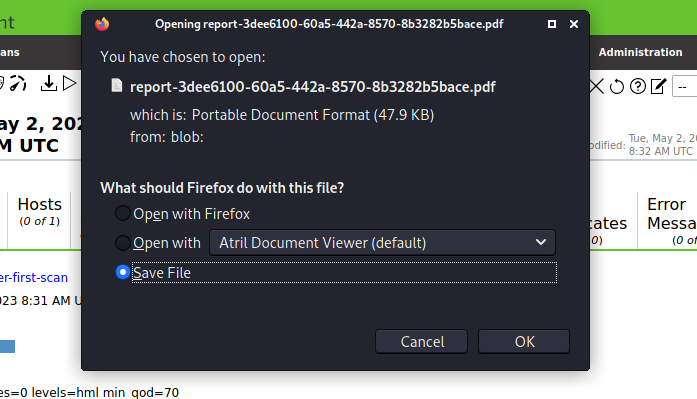 Opening report-3dee6100-60a5-442a-8570-8b3282b5bace.pdf
nt
ans
Administration
You have chosen to open:
report-3dee6100-60a5-442a-8570-8b3282b5bace.pdf
which is: Portable Document Format (47.9 KB)
from: blob:
What should Firefox do with this file?
Open with Firefox
Open with Atril Document Viewer (default)
Save File
Cancel OK
--
ay 2, 202
M UTC
odified: Tue, May 2, 2
8:32 AM UTC
Hosts
(0 of 1)
cates
0)
Error
Messa
(0 of
er-first-scan
023 8:31 AM U
es=0 levels=hml min_qod=70